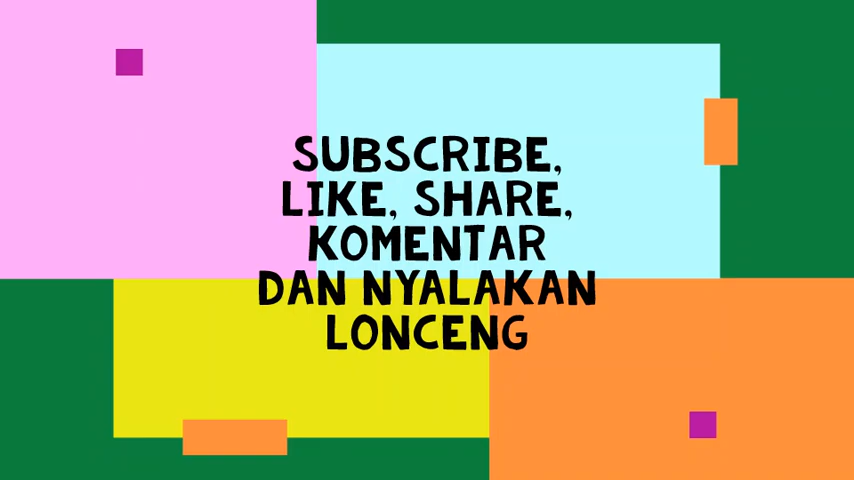 SUBSCRIBE,
LIKE, SHARE,
KOMENTAR
DAN NYALAKAN
LONCENG